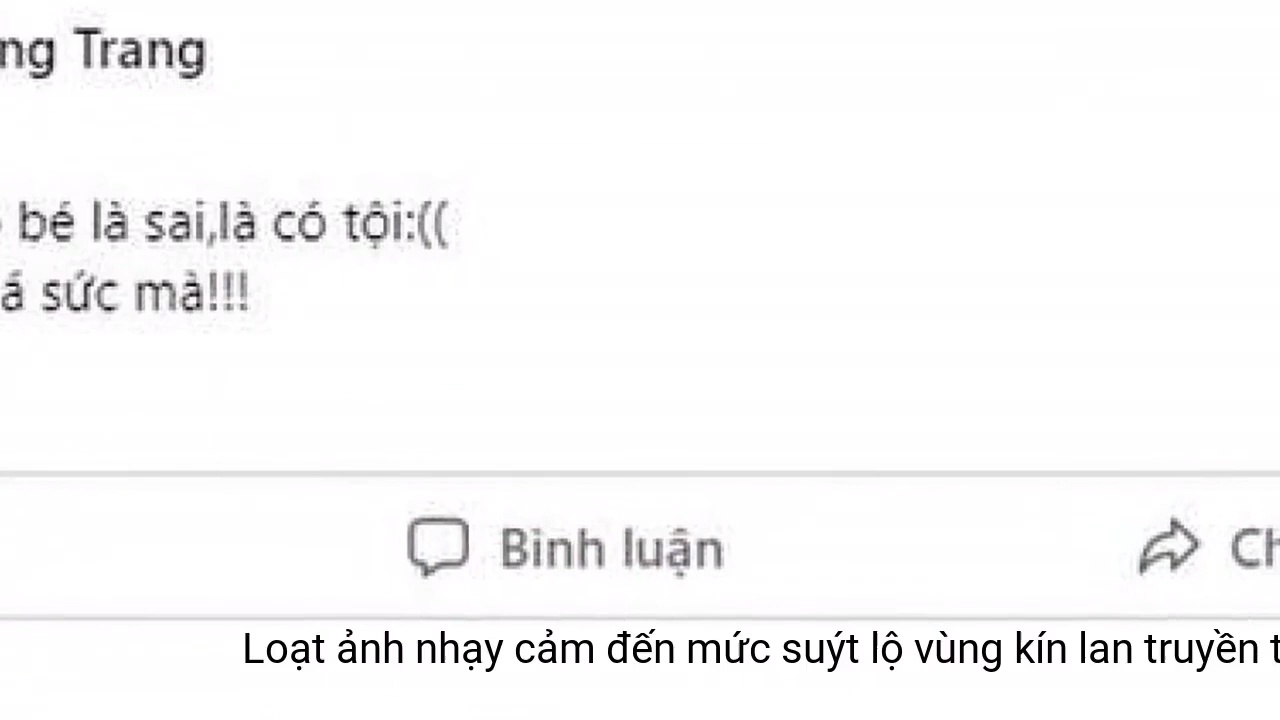 ng Trang
bé là sai,là có tội:((
á sức mà!!!
Bình luận
Ch
Loạt ảnh nhạy cảm đến mức suýt lộ vùng kín lan truyền t